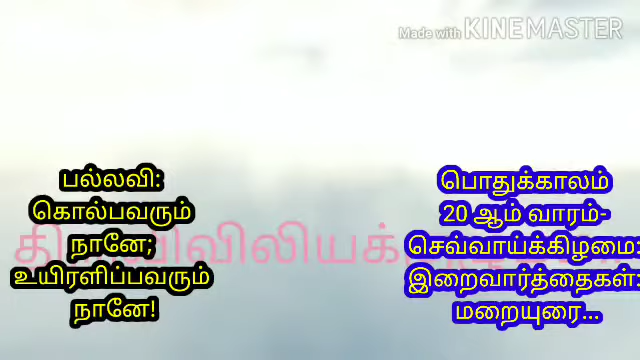 Made with KINEMASTER
பல்லவி:
கொல்பவரும்
நானே;
உயிரளிப்பவரும்
நானே!
பொதுக்காலம்
20 ஆம் வாரம்-
செவ்வாய்க்கிழமை:
இறைவார்த்தைகள்:
மறையுரை...